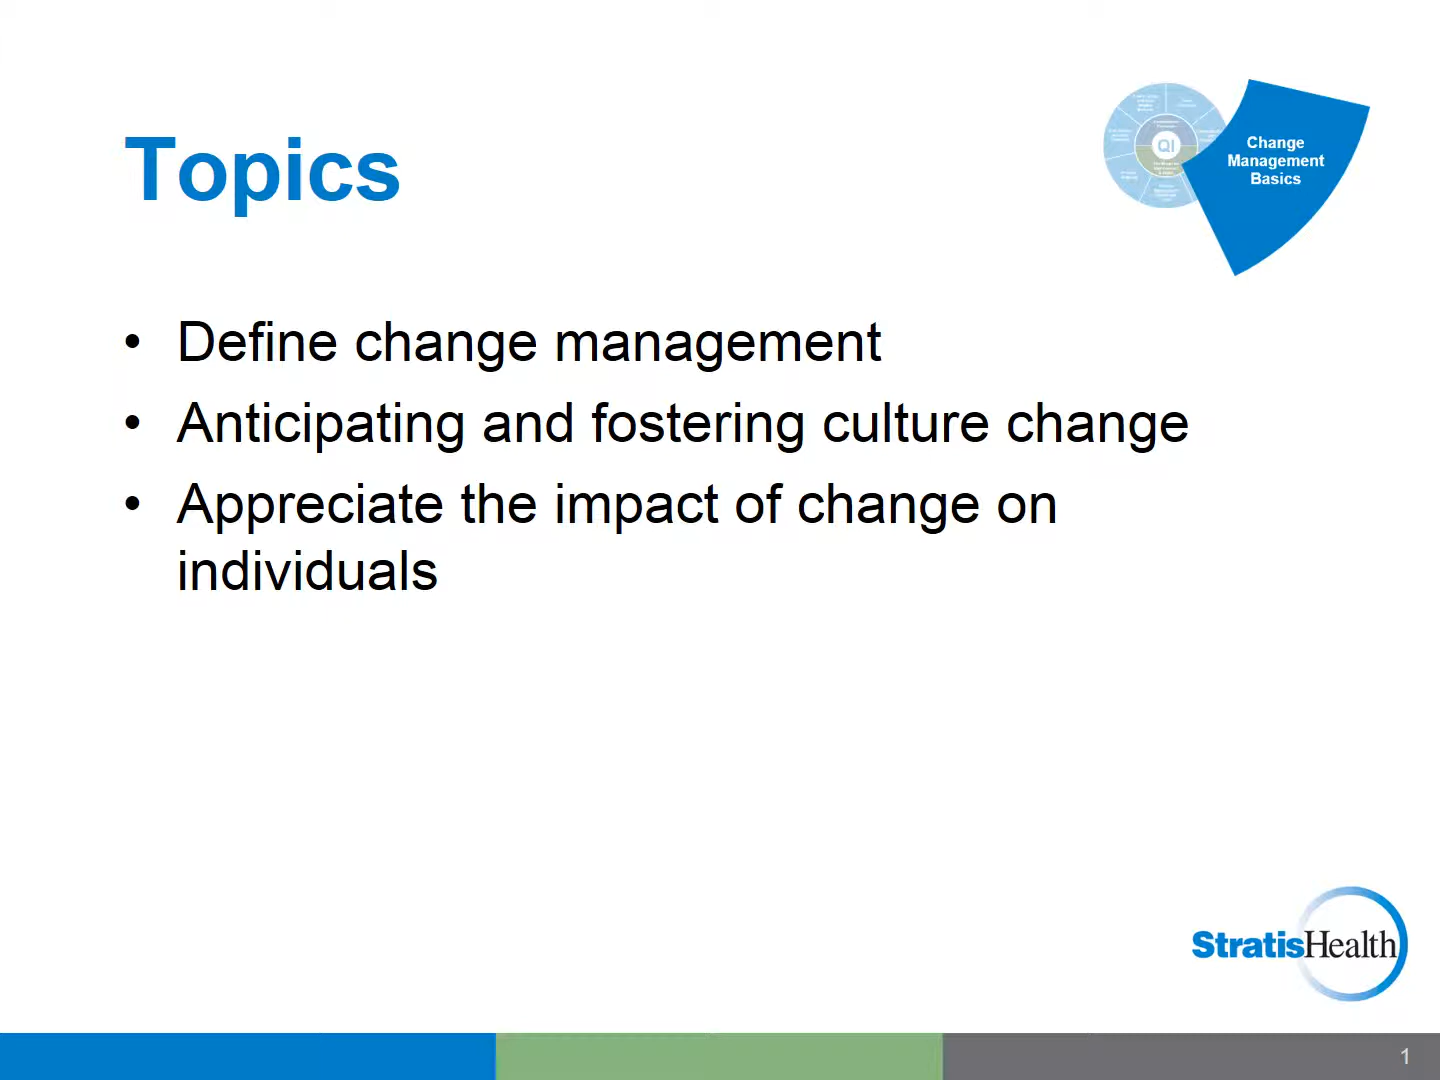 Topics
QI
Change
Management
Basics
• Define change management
• Anticipating and fostering culture change
• Appreciate the impact of change on
individuals
StratisHealth
1